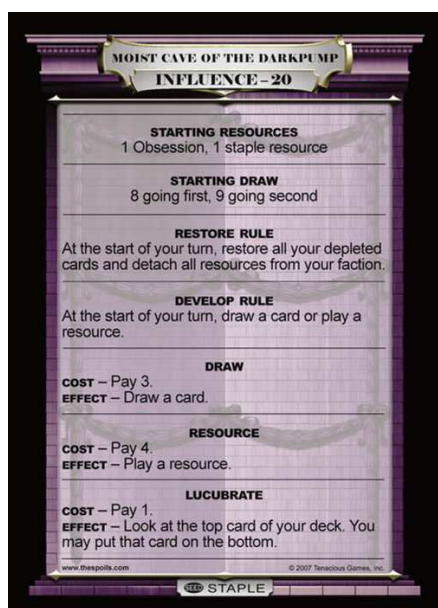 MOIST CAVE OF THE DARKPUMP
INFLUENCE – 20
STARTING RESOURCES
1 Obsession, 1 staple resource
STARTING DRAW
8 going first, 9 going second
RESTORE RULE
At the start of your turn, restore all your depleted
cards and detach all resources from your faction.
DEVELOP RULE
At the start of your turn, draw a card or play a
resource.
DRAW
COST – Pay 3.
EFFECT – Draw a card.
RESOURCE
COST – Pay 4.
EFFECT – Play a resource.
LUCUBRATE
COST – Pay 1.
EFFECT – Look at the top card of your deck. You
may put that card on the bottom.
www.thespoils.com © 2007 Tenacious Games, Inc.
SEED STAPLE